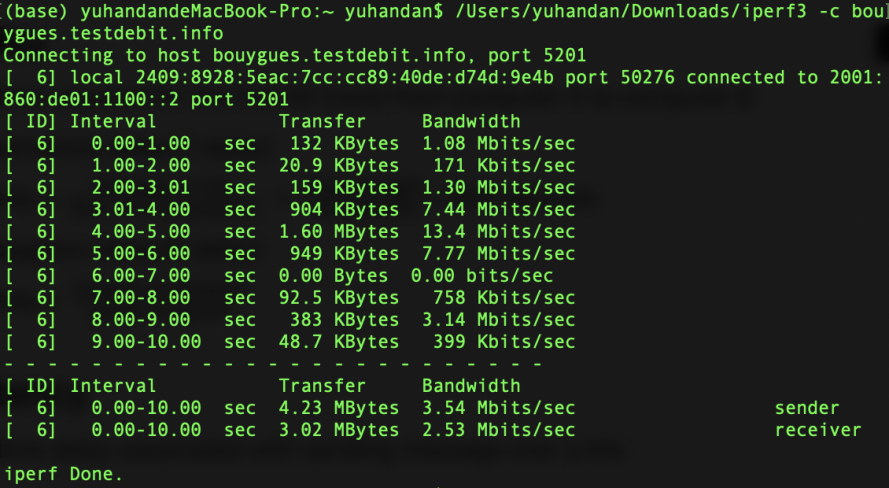 (base) yuhandandeMacBook-Pro:~ yuhandan$ /Users/yuhandan/Downloads/iperf3 -c bou
ygues.testdebit.info
Connecting to host bouygues.testdebit.info, port 5201
[  6] local 2409:8928:5eac:7cc:cc89:40de:d74d:9e4b port 50276 connected to 2001:
860:de01:1100::2 port 5201
[ ID] Interval           Transfer     Bandwidth
[  6]   0.00-1.00   sec   132 KBytes  1.08 Mbits/sec
[  6]   1.00-2.00   sec  20.9 KBytes   171 Kbits/sec
[  6]   2.00-3.01   sec   159 KBytes  1.30 Mbits/sec
[  6]   3.01-4.00   sec   904 KBytes  7.44 Mbits/sec
[  6]   4.00-5.00   sec  1.60 MBytes  13.4 Mbits/sec
[  6]   5.00-6.00   sec   949 KBytes  7.77 Mbits/sec
[  6]   6.00-7.00   sec  0.00 Bytes  0.00 bits/sec
[  6]   7.00-8.00   sec  92.5 KBytes   758 Kbits/sec
[  6]   8.00-9.00   sec   383 KBytes  3.14 Mbits/sec
[  6]   9.00-10.00  sec  48.7 KBytes   399 Kbits/sec
- - - - - - - - - - - - - - - - - - - - - - - - -
[ ID] Interval           Transfer     Bandwidth
[  6]   0.00-10.00  sec  4.23 MBytes  3.54 Mbits/sec                  sender
[  6]   0.00-10.00  sec  3.02 MBytes  2.53 Mbits/sec                  receiver
iperf Done.